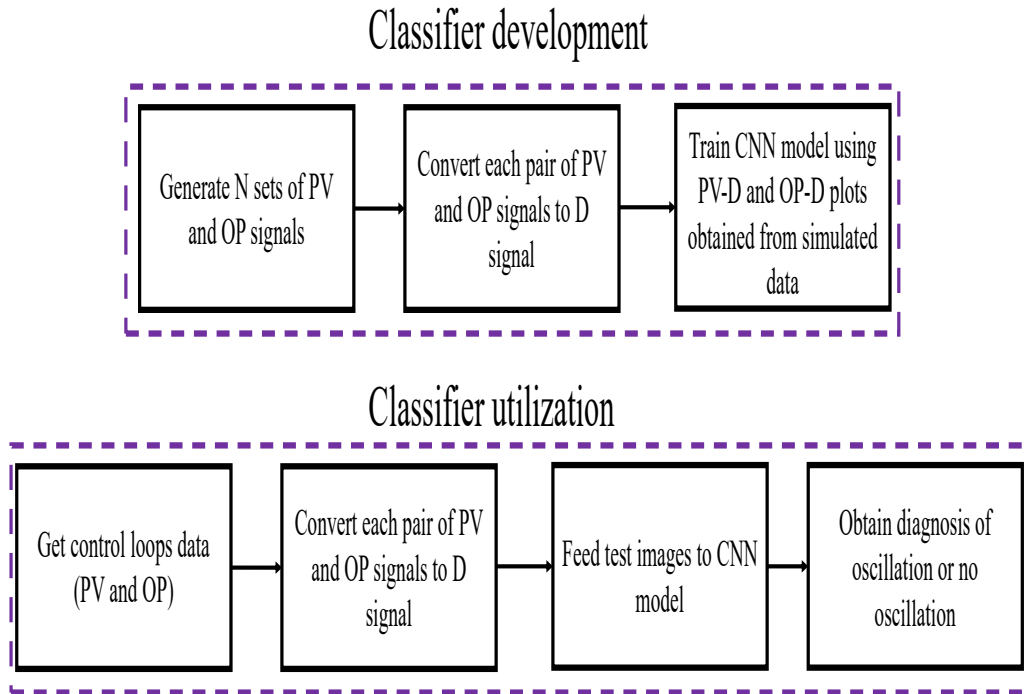 Classifier development
Generate N sets of PV
and OP signals
Convert each pair of PV
and OP signals to D
signal
Train CNN model using
PV-D and OP-D plots
obtained from simulated
data
Classifier utilization
Get control loops data
(PV and OP)
Convert each pair of PV
and OP signals to D
signal
Feed test images to CNN
model
Obtain diagnosis of
oscillation or no
oscillation